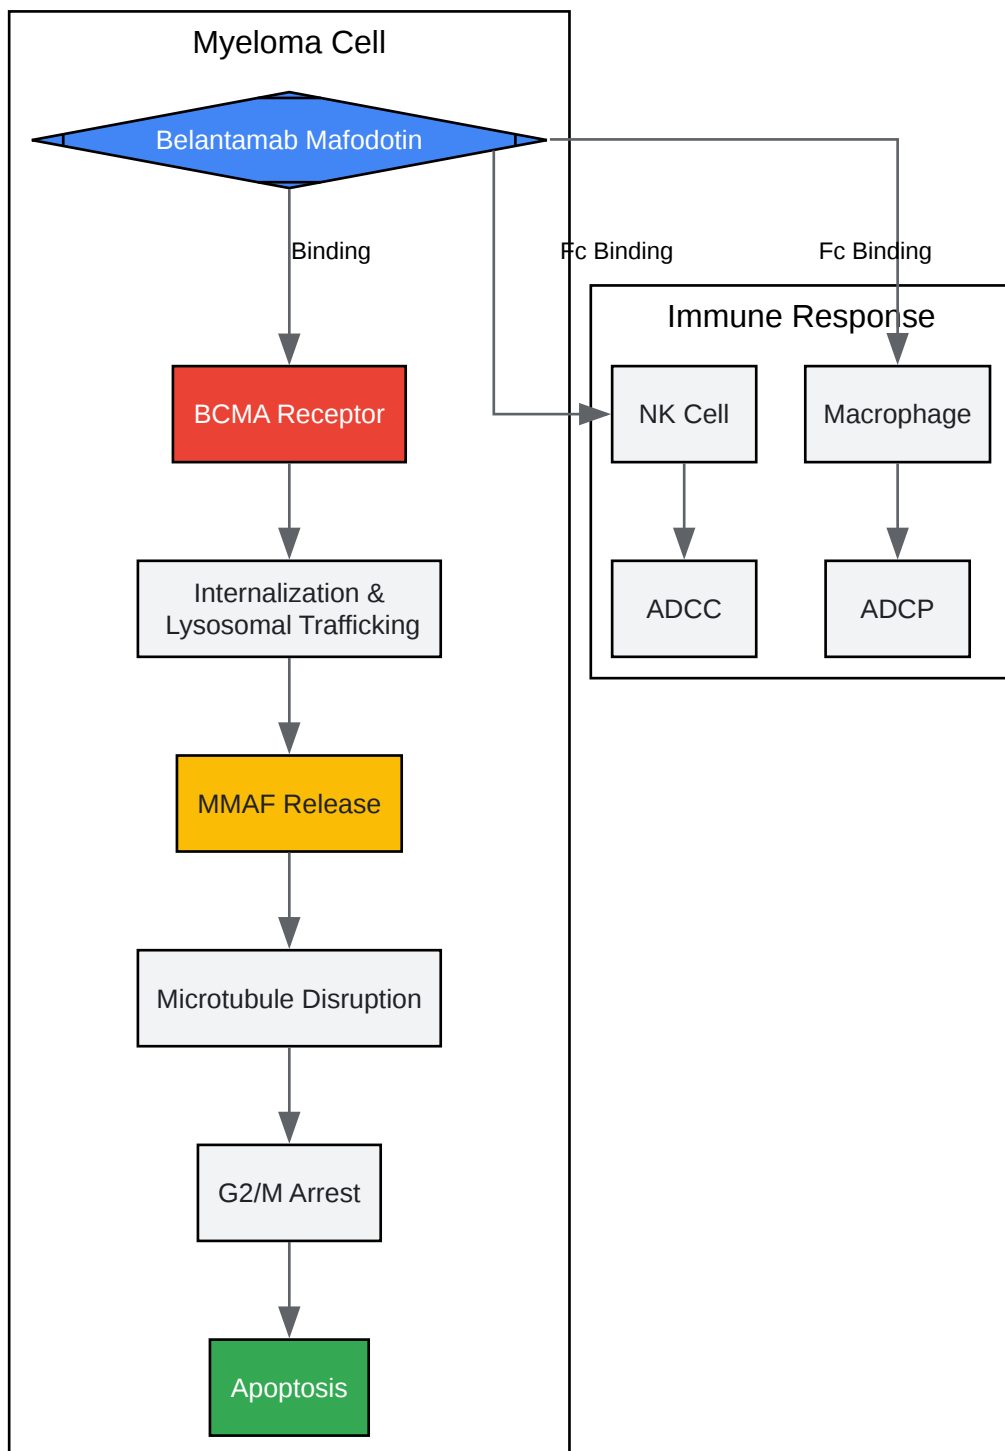 Myeloma Cell
Belantamab Mafodotin
Binding
Fc Binding
Fc Binding
Immune Response
BCMA Receptor
NK Cell
Macrophage
Internalization &
Lysosomal Trafficking
ADCC
ADCP
MMAF Release
Microtubule Disruption
G2/M Arrest
Apoptosis